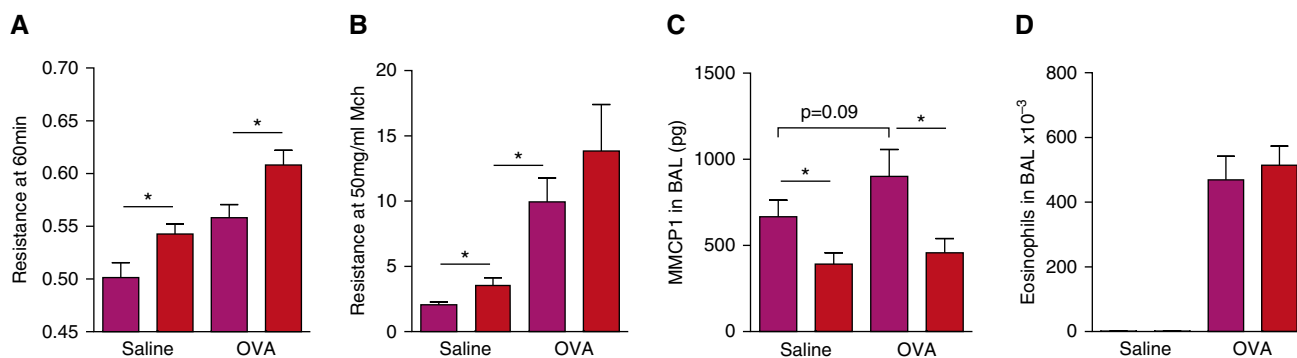 A
Resistance at 60min
0.70
0.65
0.60
0.55
0.50
0.45
*
*
Saline
OVA
B
Resistance at 50mg/ml Mch
20
15
10
5
0
*
*
Saline
OVA
C
MMCP1 in BAL (pg)
1500
1000
500
0
p=0.09
*
*
Saline
OVA
D
Eosinophils in BAL x10⁻³
800
600
400
200
0
Saline
OVA